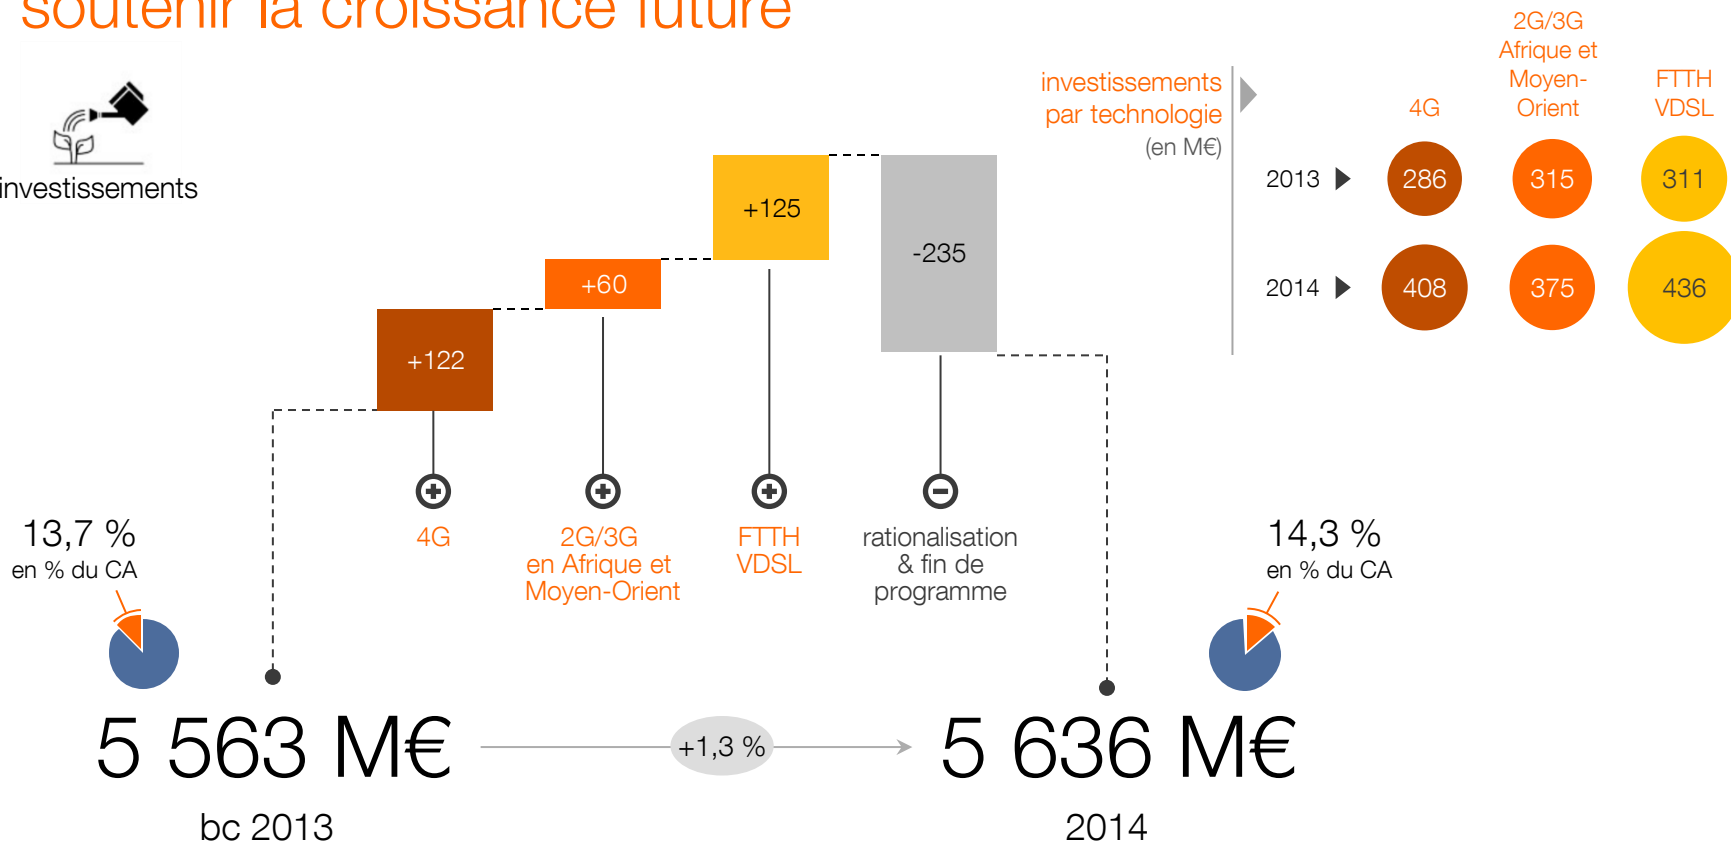 soutenir la croissance future
investissements
investissements
par technologie
(en M€)
4G
2G/3G
Afrique et
Moyen-
Orient
FTTH
VDSL
2013
286
315
311
2014
408
375
436
+122
+60
+125
-235
4G
2G/3G
en Afrique et
Moyen-Orient
FTTH
VDSL
rationalisation
& fin de
programme
13,7 %
en % du CA
14,3 %
en % du CA
5 563 M€
+1,3 %
5 636 M€
bc 2013
2014